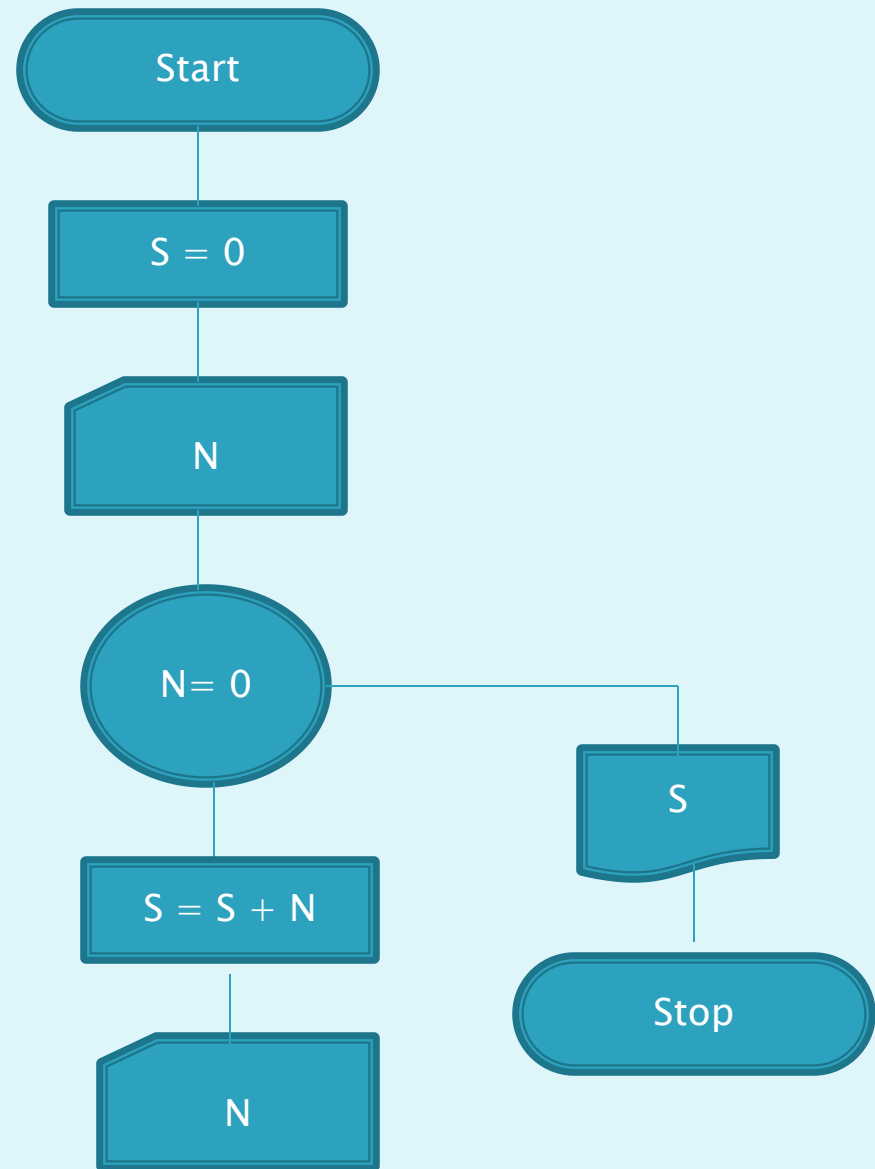 Start
S = 0
N
N= 0
S
S = S + N
Stop
N